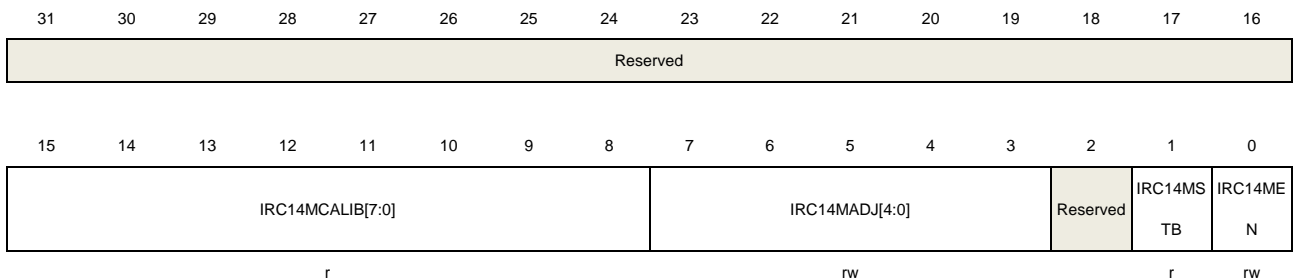 31 30 29 28 27 26 25 24 23 22 21 20 19 18 17 16
Reserved
15 14 13 12 11 10 9 8 7 6 5 4 3 2 1 0
IRC14MCALIB[7:0] IRC14MADJ[4:0] Reserved IRC14MS IRC14ME
TB N
r rw r rw